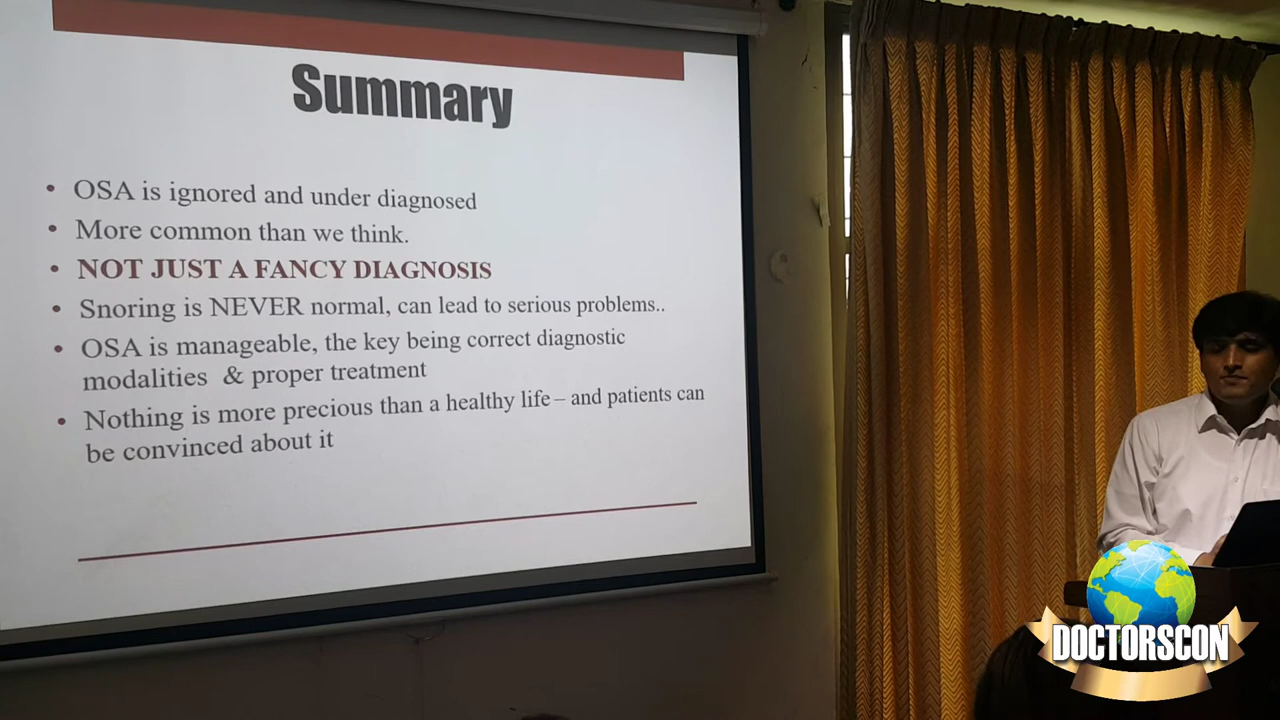 Summary
• OSA is ignored and under diagnosed
• More common than we think.
• NOT JUST A FANCY DIAGNOSIS
• Snoring is NEVER normal, can lead to serious problems..
• OSA is manageable, the key being correct diagnostic
modalities & proper treatment
• Nothing is more precious than a healthy life – and patients can
be convinced about it
DOCTORSCON